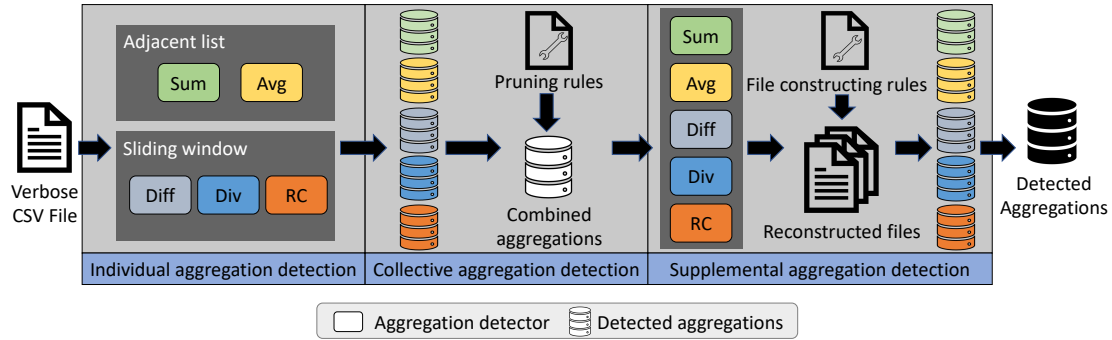 Verbose
CSV File
Adjacent list
Sum
Avg
Sliding window
Diff
Div
RC
Individual aggregation detection
Pruning rules
Combined
aggregations
Collective aggregation detection
Sum
Avg
Diff
Div
RC
File constructing rules
Reconstructed files
Supplemental aggregation detection
Detected
Aggregations
Aggregation detector
Detected aggregations